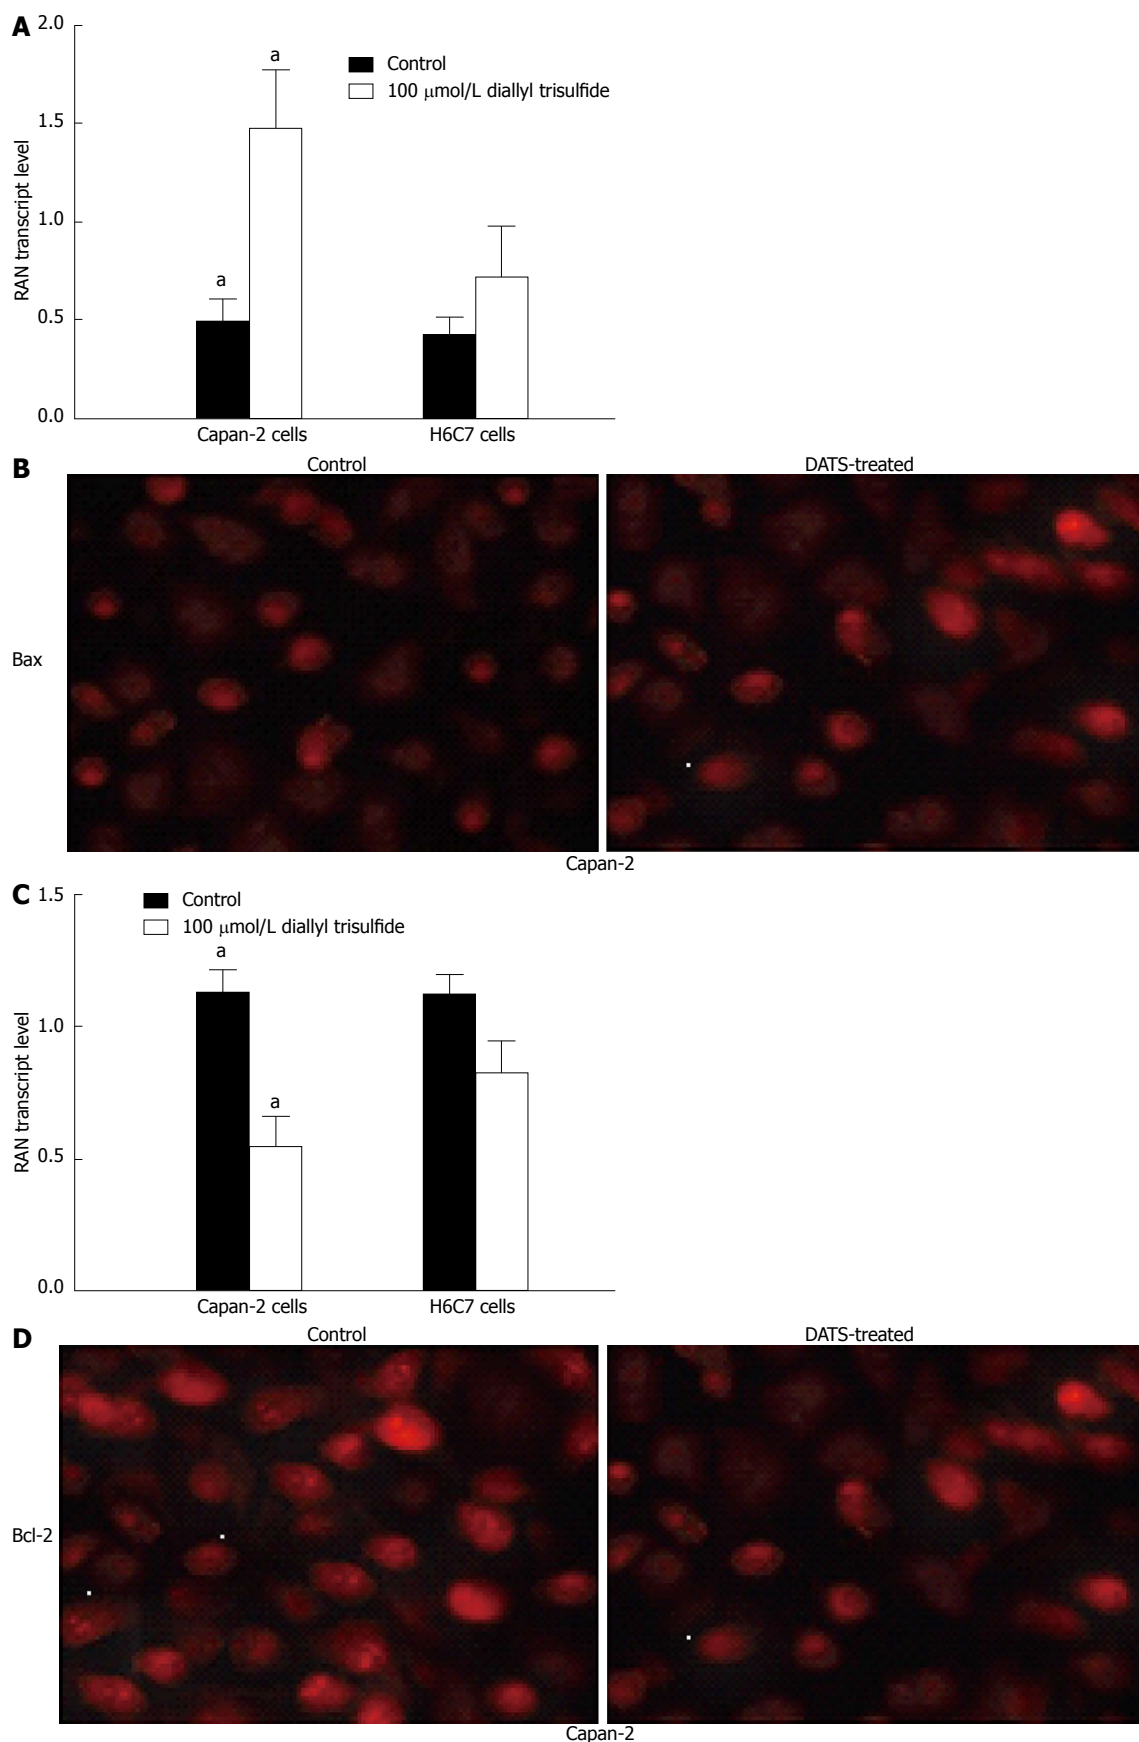 A
2.0
1.5
1.0
0.5
0.0
RAN transcript level
a
a
Control
100 μmol/L diallyl trisulfide
Capan-2 cells
H6C7 cells
B
Control
DATS-treated
Bax
Capan-2
C
1.5
1.0
0.5
0.0
RAN transcript level
Control
100 μmol/L diallyl trisulfide
a
a
Capan-2 cells
H6C7 cells
D
Control
DATS-treated
Bcl-2
Capan-2